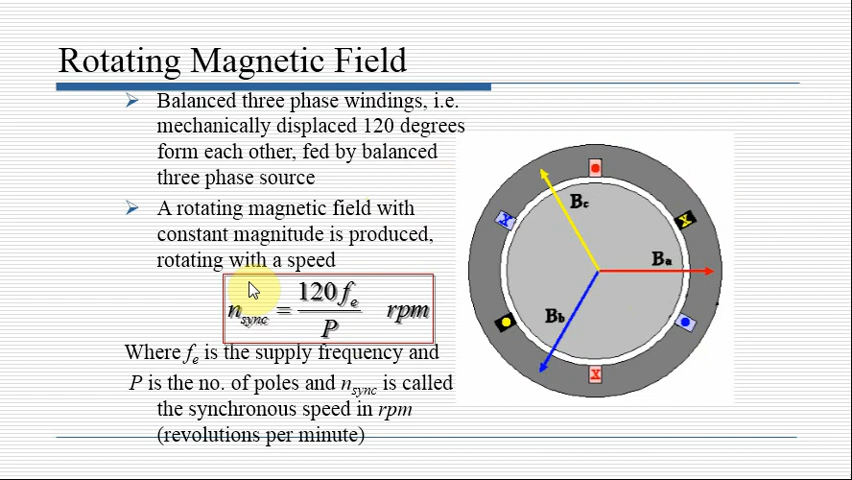 Rotating Magnetic Field
➢ Balanced three phase windings, i.e.
mechanically displaced 120 degrees
form each other, fed by balanced
three phase source
➢ A rotating magnetic field with
constant magnitude is produced,
rotating with a speed
n_sync = 120 f_e / P rpm
Where f_e is the supply frequency and
P is the no. of poles and n_sync is called
the synchronous speed in rpm
(revolutions per minute)
X
X
B_c
B_a
B_b
X